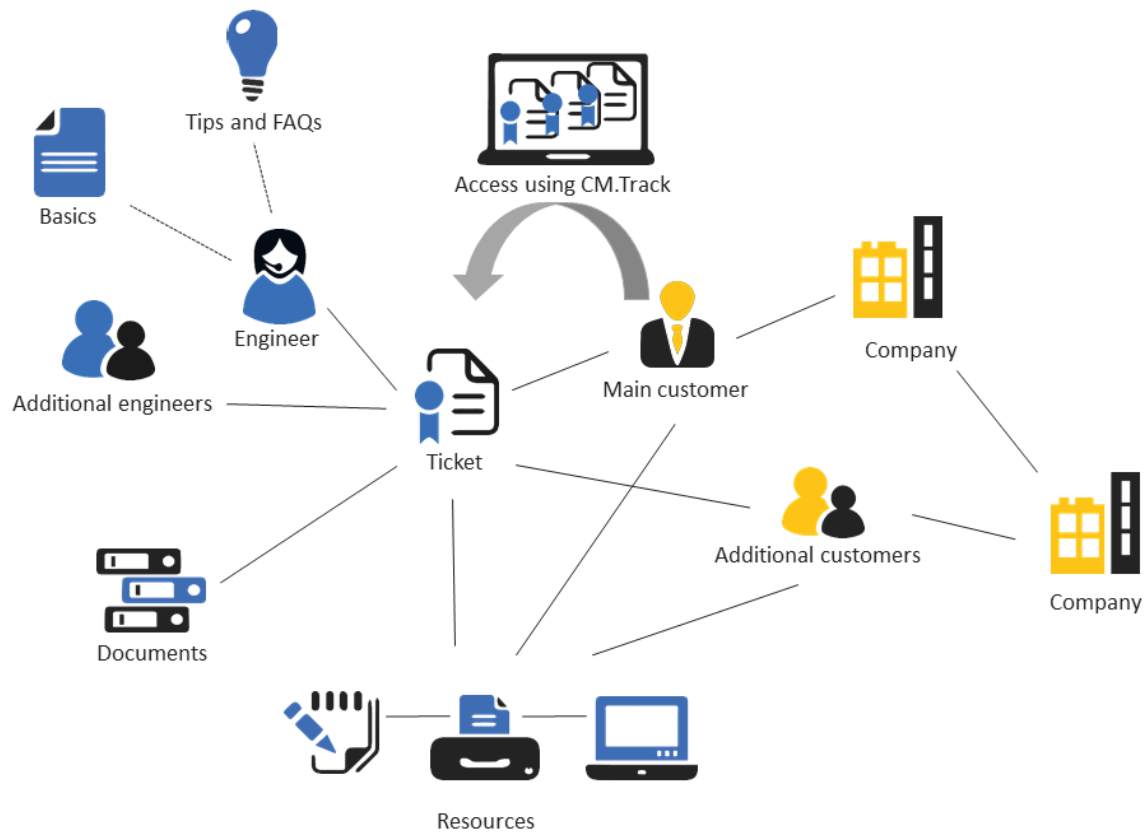 Tips and FAQs
Access using CM.Track
Basics
Engineer
Company
Main customer
Additional engineers
Ticket
Additional customers
Company
Documents
Resources